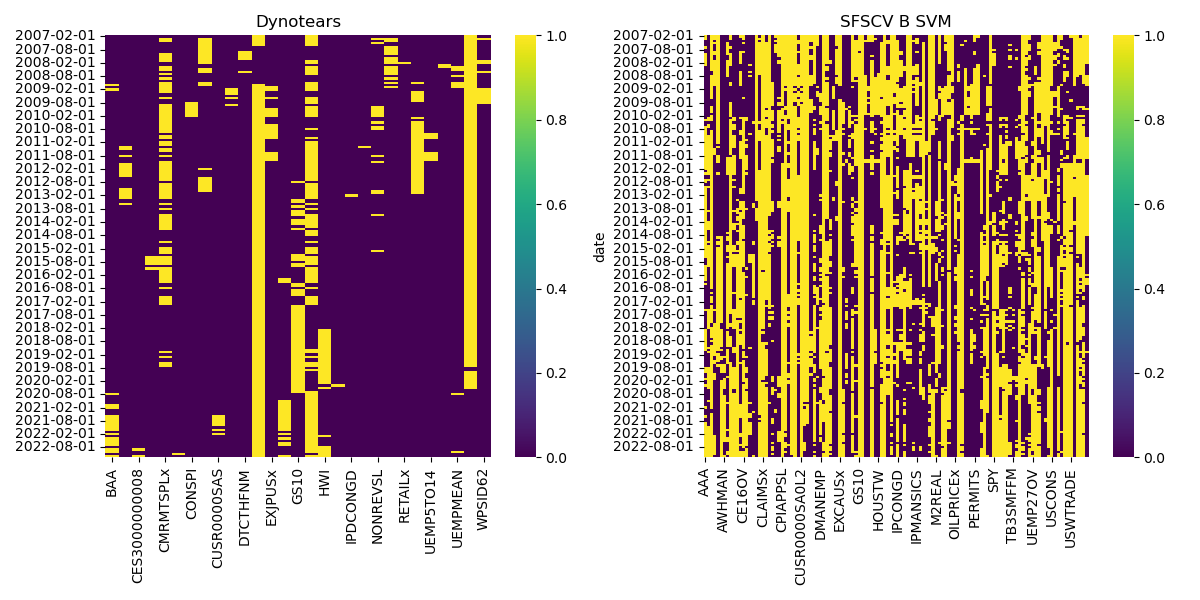 Dynotears
2007-02-01
2007-08-01
2008-02-01
2008-08-01
2009-02-01
2009-08-01
2010-02-01
2010-08-01
2011-02-01
2011-08-01
2012-02-01
2012-08-01
2013-02-01
2013-08-01
2014-02-01
2014-08-01
2015-02-01
2015-08-01
2016-02-01
2016-08-01
2017-02-01
2017-08-01
2018-02-01
2018-08-01
2019-02-01
2019-08-01
2020-02-01
2020-08-01
2021-02-01
2021-08-01
2022-02-01
2022-08-01
BAA
CES3000000008
CMRMTSPLx
CONSPI
CUSR0000SAS
DTCTHFNM
EXJPUSx
GS10
HWI
IPDCONGD
NONREVSL
RETAILx
UEMP5TO14
UEMPMEAN
WPSID62
1.0
0.8
0.6
0.4
0.2
0.0
SFSCV B SVM
date
2007-02-01
2007-08-01
2008-02-01
2008-08-01
2009-02-01
2009-08-01
2010-02-01
2010-08-01
2011-02-01
2011-08-01
2012-02-01
2012-08-01
2013-02-01
2013-08-01
2014-02-01
2014-08-01
2015-02-01
2015-08-01
2016-02-01
2016-08-01
2017-02-01
2017-08-01
2018-02-01
2018-08-01
2019-02-01
2019-08-01
2020-02-01
2020-08-01
2021-02-01
2021-08-01
2022-02-01
2022-08-01
AAA
AWHMAN
CE16OV
CLAIMSx
CPIAPPSL
CUSR0000SA0L2
DMANEMP
EXCAUSx
GS10
HOUSTW
IPCONGD
IPMANSICS
M2REAL
OILPRICEx
PERMITS
SPY
TB3SMFFM
UEMP27OV
USCONS
USWTRADE
1.0
0.8
0.6
0.4
0.2
0.0